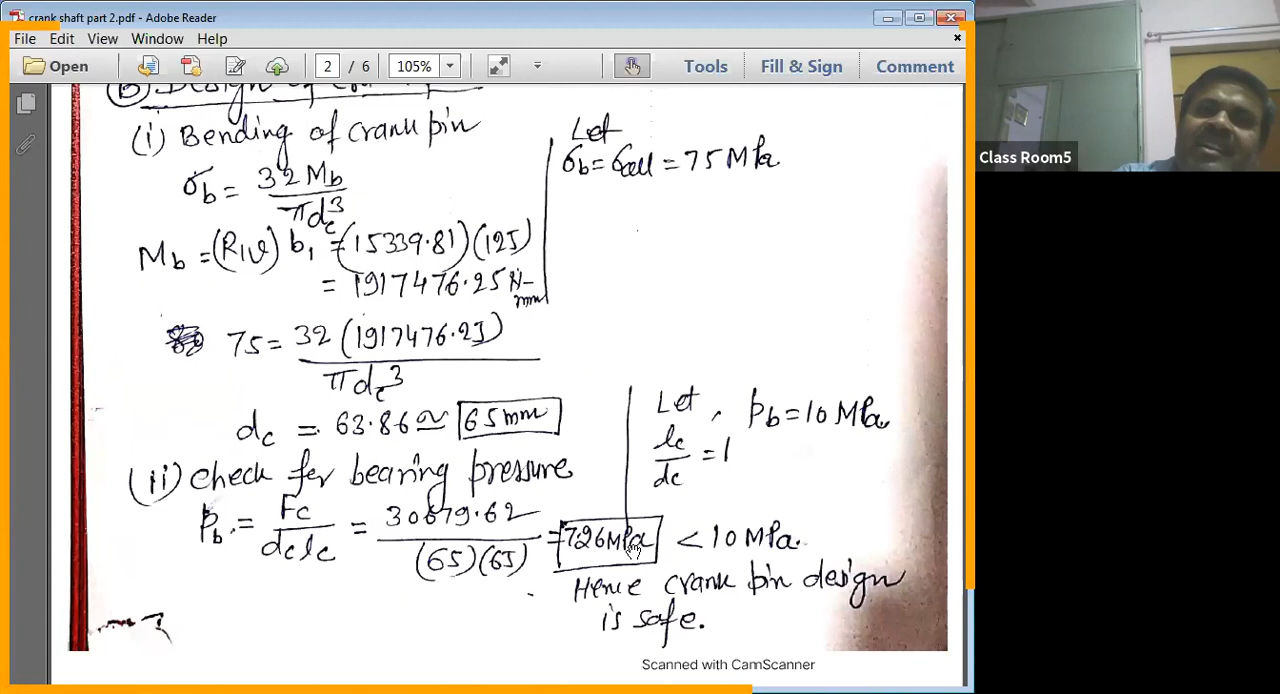 crank shaft part 2.pdf - Adobe Reader
File Edit View Window Help
Open 2 / 6 105% Tools Fill & Sign Comment
(B) Design of
(i) Bending of crank pin
σb = 32 Mb / πdc³
Let
σb = σall = 75 MPa
Mb = (R1v) b1 = (15339.81)(125)
= 1917476.25 N-mm
75 = 32 (1917476.25) / πdc³
dc = 63.86 ≈ 65mm
Let, pb = 10 MPa
lc/dc = 1
(ii) Check for bearing pressure
pb = Fc / dc lc = 30679.62 / (65)(65) = 7.26MPa < 10 MPa.
Hence crank pin design
is safe.
Scanned with CamScanner
Class Room5